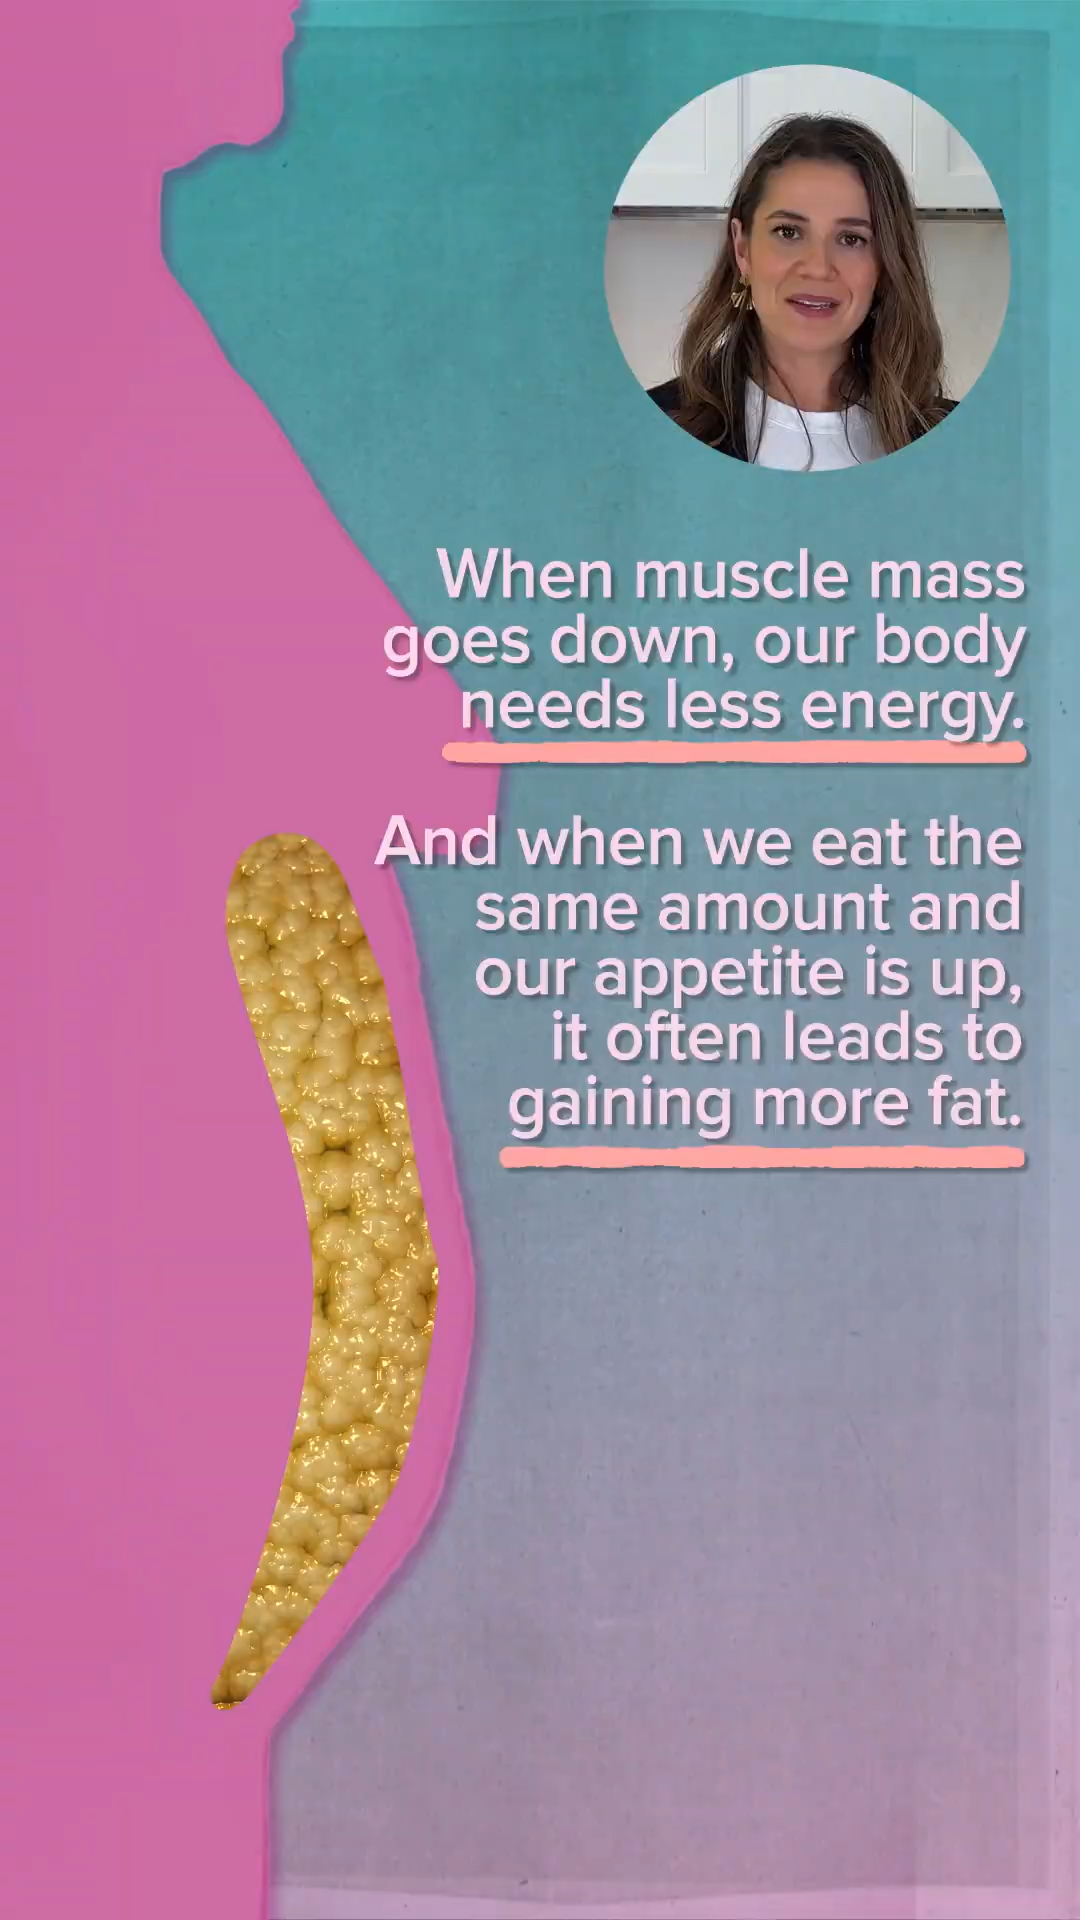 When muscle mass
goes down, our body
needs less energy.
And when we eat the
same amount and
our appetite is up,
it often leads to
gaining more fat.